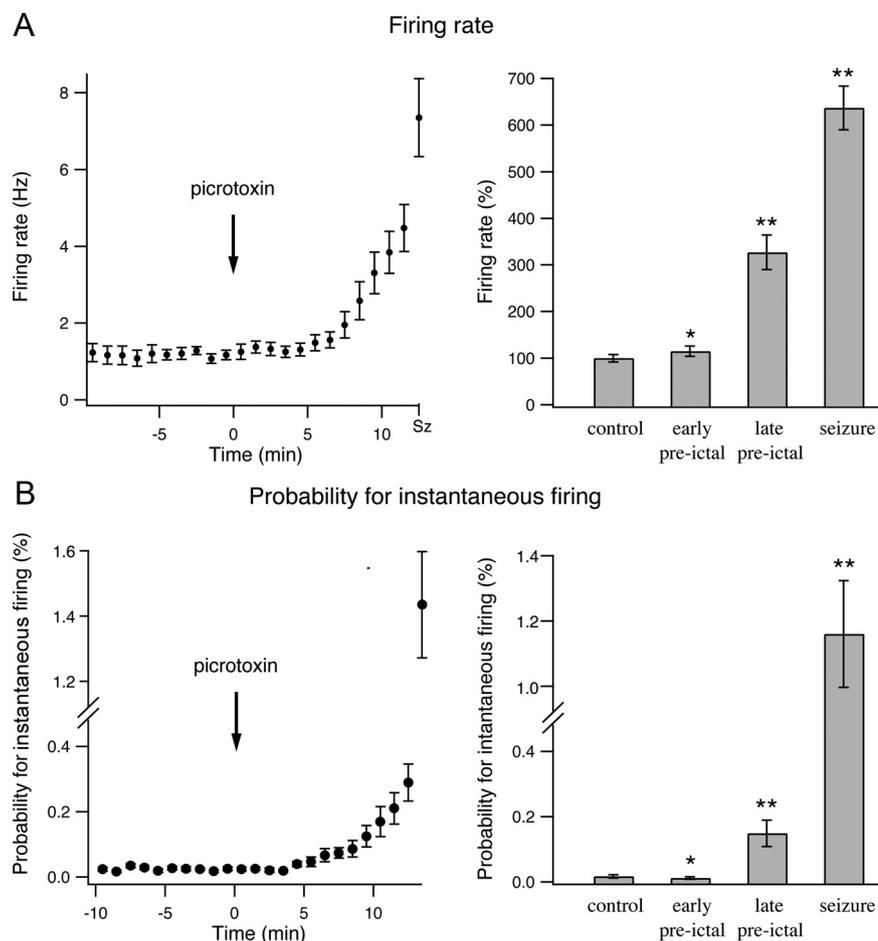 A
Firing rate
Firing rate (Hz)
8
6
4
2
0
picrotoxin
-5
0
5
10
Sz
Time (min)
Firing rate (%)
700
600
500
400
300
200
100
0
*
**
**
control
early
pre-ictal
late
pre-ictal
seizure
B
Probability for instantaneous firing
Probability for instantaneous firing (%)
1.6
1.4
1.2
0.4
0.2
0.0
picrotoxin
-10
-5
0
5
10
Time (min)
Probability for intantaneous firing (%)
1.4
1.2
1.0
0.4
0.2
0.0
*
**
**
control
early
pre-ictal
late
pre-ictal
seizure